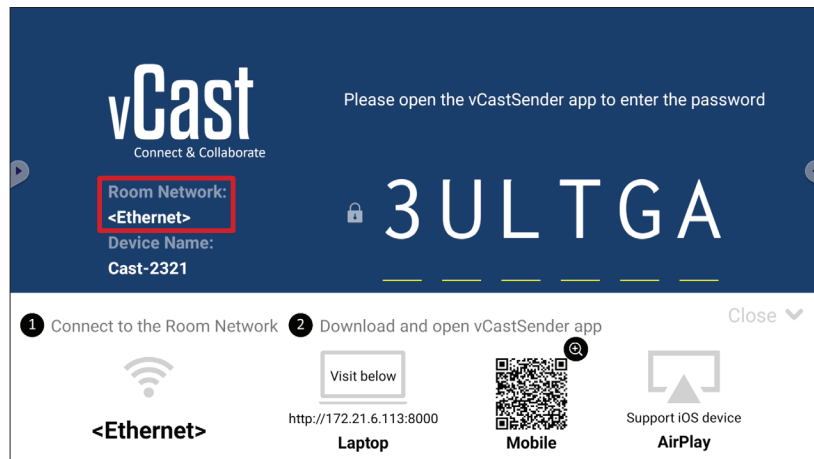 vCast
Connect & Collaborate
Please open the vCastSender app to enter the password
Room Network:
<Ethernet>
Device Name:
Cast-2321
3ULTGA
1 Connect to the Room Network
2 Download and open vCastSender app
Close
<Ethernet>
Visit below
http://172.21.6.113:8000
Laptop
Mobile
Support iOS device
AirPlay